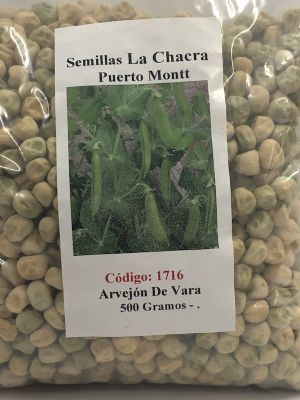 Semillas La Chacra
Puerto Montt
Código: 1716
Arvejón De Vara
500 Gramos - .